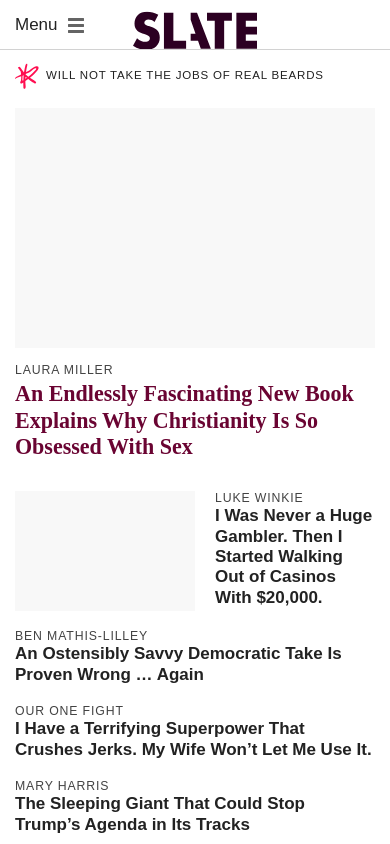 Menu
SLATE
WILL NOT TAKE THE JOBS OF REAL BEARDS
LAURA MILLER
An Endlessly Fascinating New Book
Explains Why Christianity Is So
Obsessed With Sex
LUKE WINKIE
I Was Never a Huge
Gambler. Then I
Started Walking
Out of Casinos
With $20,000.
BEN MATHIS-LILLEY
An Ostensibly Savvy Democratic Take Is
Proven Wrong … Again
OUR ONE FIGHT
I Have a Terrifying Superpower That
Crushes Jerks. My Wife Won’t Let Me Use It.
MARY HARRIS
The Sleeping Giant That Could Stop
Trump’s Agenda in Its Tracks